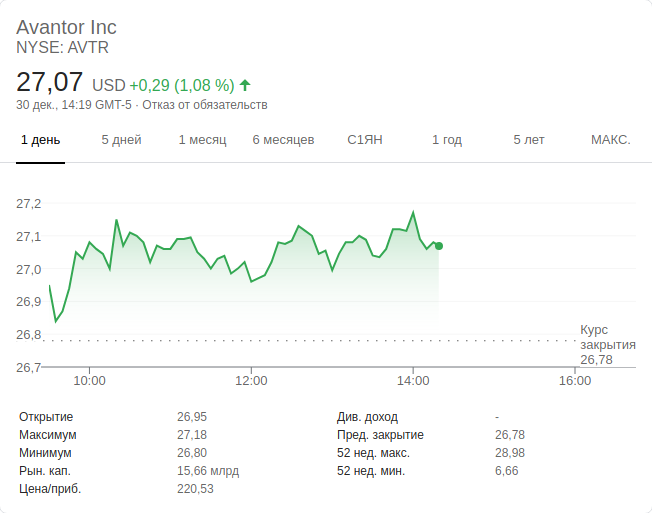 Avantor Inc
NYSE: AVTR
27,07 USD +0,29 (1,08 %)
30 дек., 14:19 GMT-5 · Отказ от обязательств
1 день 5 дней 1 месяц 6 месяцев С1ЯН 1 год 5 лет МАКС.
27,2
27,1
27,0
26,9
26,8
26,7
Курс
закрытия
26,78
10:00 12:00 14:00 16:00
Открытие 26,95 Див. доход -
Максимум 27,18 Пред. закрытие 26,78
Минимум 26,80 52 нед. макс. 28,98
Рын. кап. 15,66 млрд 52 нед. мин. 6,66
Цена/приб. 220,53